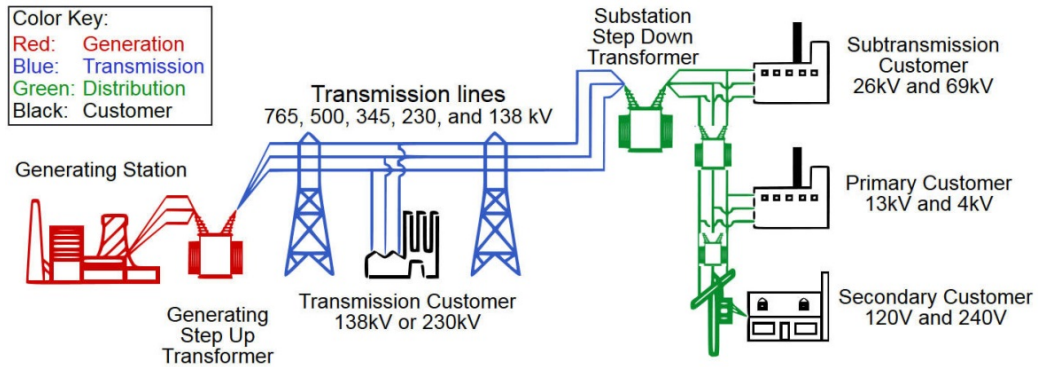 Color Key:
Red: Generation
Blue: Transmission
Green: Distribution
Black: Customer
Generating Station
Generating
Step Up
Transformer
Transmission lines
765, 500, 345, 230, and 138 kV
Transmission Customer
138kV or 230kV
Substation
Step Down
Transformer
Subtransmission
Customer
26kV and 69kV
Primary Customer
13kV and 4kV
Secondary Customer
120V and 240V